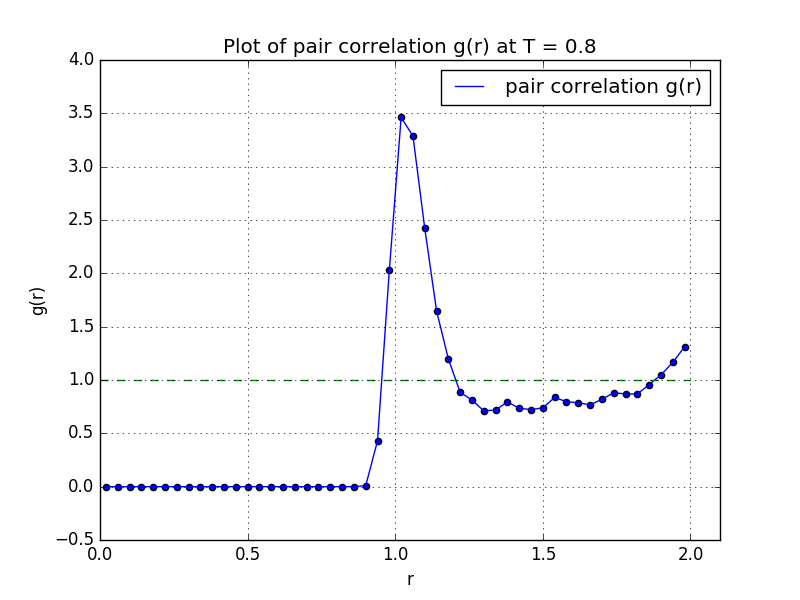 Plot of pair correlation g(r) at T = 0.8
pair correlation g(r)
4.0
3.5
3.0
2.5
2.0
1.5
1.0
0.5
0.0
−0.5
g(r)
0.0 0.5 1.0 1.5 2.0
r